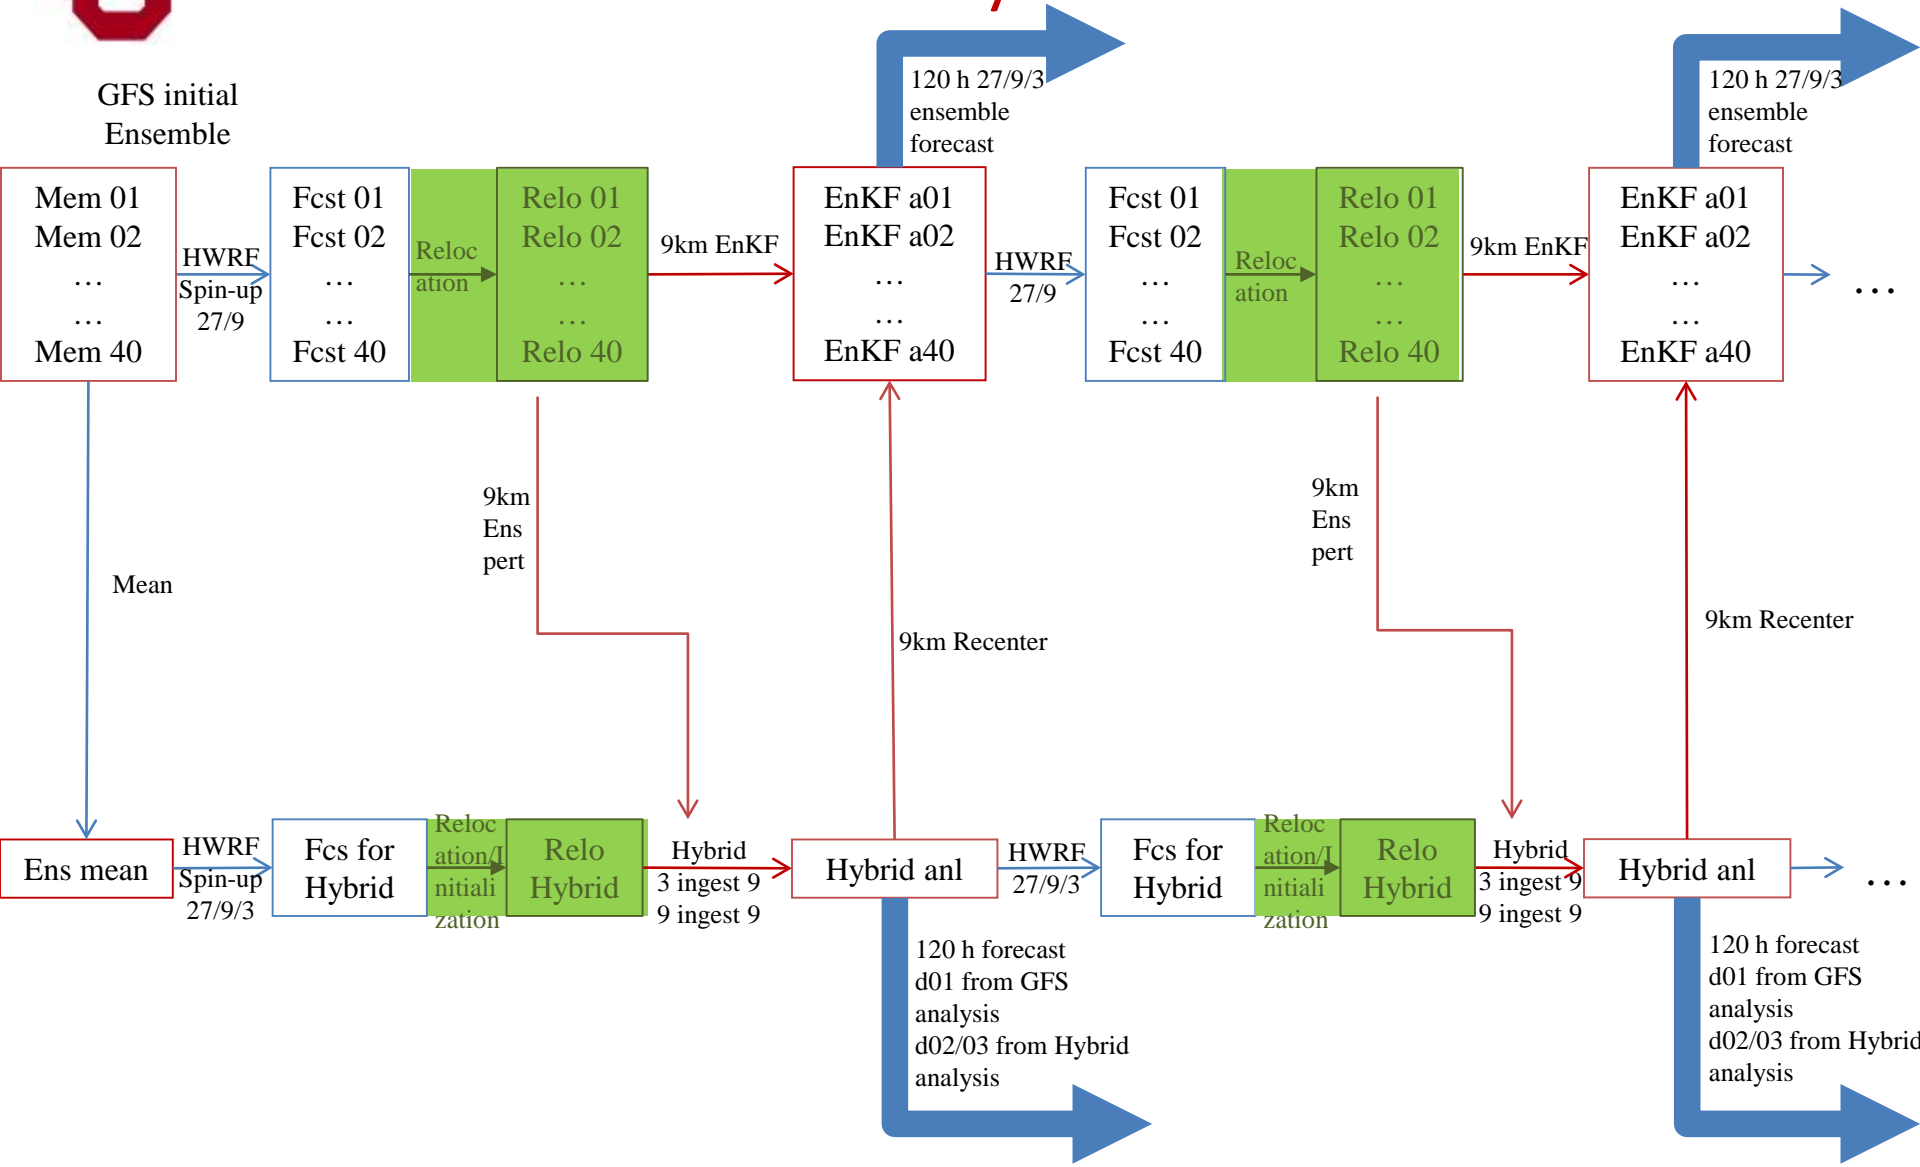 GFS initial
Ensemble
120 h 27/9/3
ensemble
forecast
120 h 27/9/3
ensemble
forecast
Mem 01
Mem 02
…
…
Mem 40
HWRF
Spin-up
27/9
Fcst 01
Fcst 02
…
…
Fcst 40
Reloc
ation
Relo 01
Relo 02
…
…
Relo 40
9km EnKF
EnKF a01
EnKF a02
…
…
EnKF a40
HWRF
27/9
Fcst 01
Fcst 02
…
…
Fcst 40
Reloc
ation
Relo 01
Relo 02
…
…
Relo 40
9km EnKF
EnKF a01
EnKF a02
…
…
EnKF a40
…
Mean
9km
Ens
pert
9km Recenter
9km
Ens
pert
9km Recenter
Ens mean
HWRF
Spin-up
27/9/3
Fcs for
Hybrid
Reloc
ation/I
nitiali
zation
Relo
Hybrid
Hybrid
3 ingest 9
9 ingest 9
Hybrid anl
HWRF
27/9/3
Fcs for
Hybrid
Reloc
ation/I
nitiali
zation
Relo
Hybrid
Hybrid
3 ingest 9
9 ingest 9
Hybrid anl
…
120 h forecast
d01 from GFS
analysis
d02/03 from Hybrid
analysis
120 h forecast
d01 from GFS
analysis
d02/03 from Hybrid
analysis